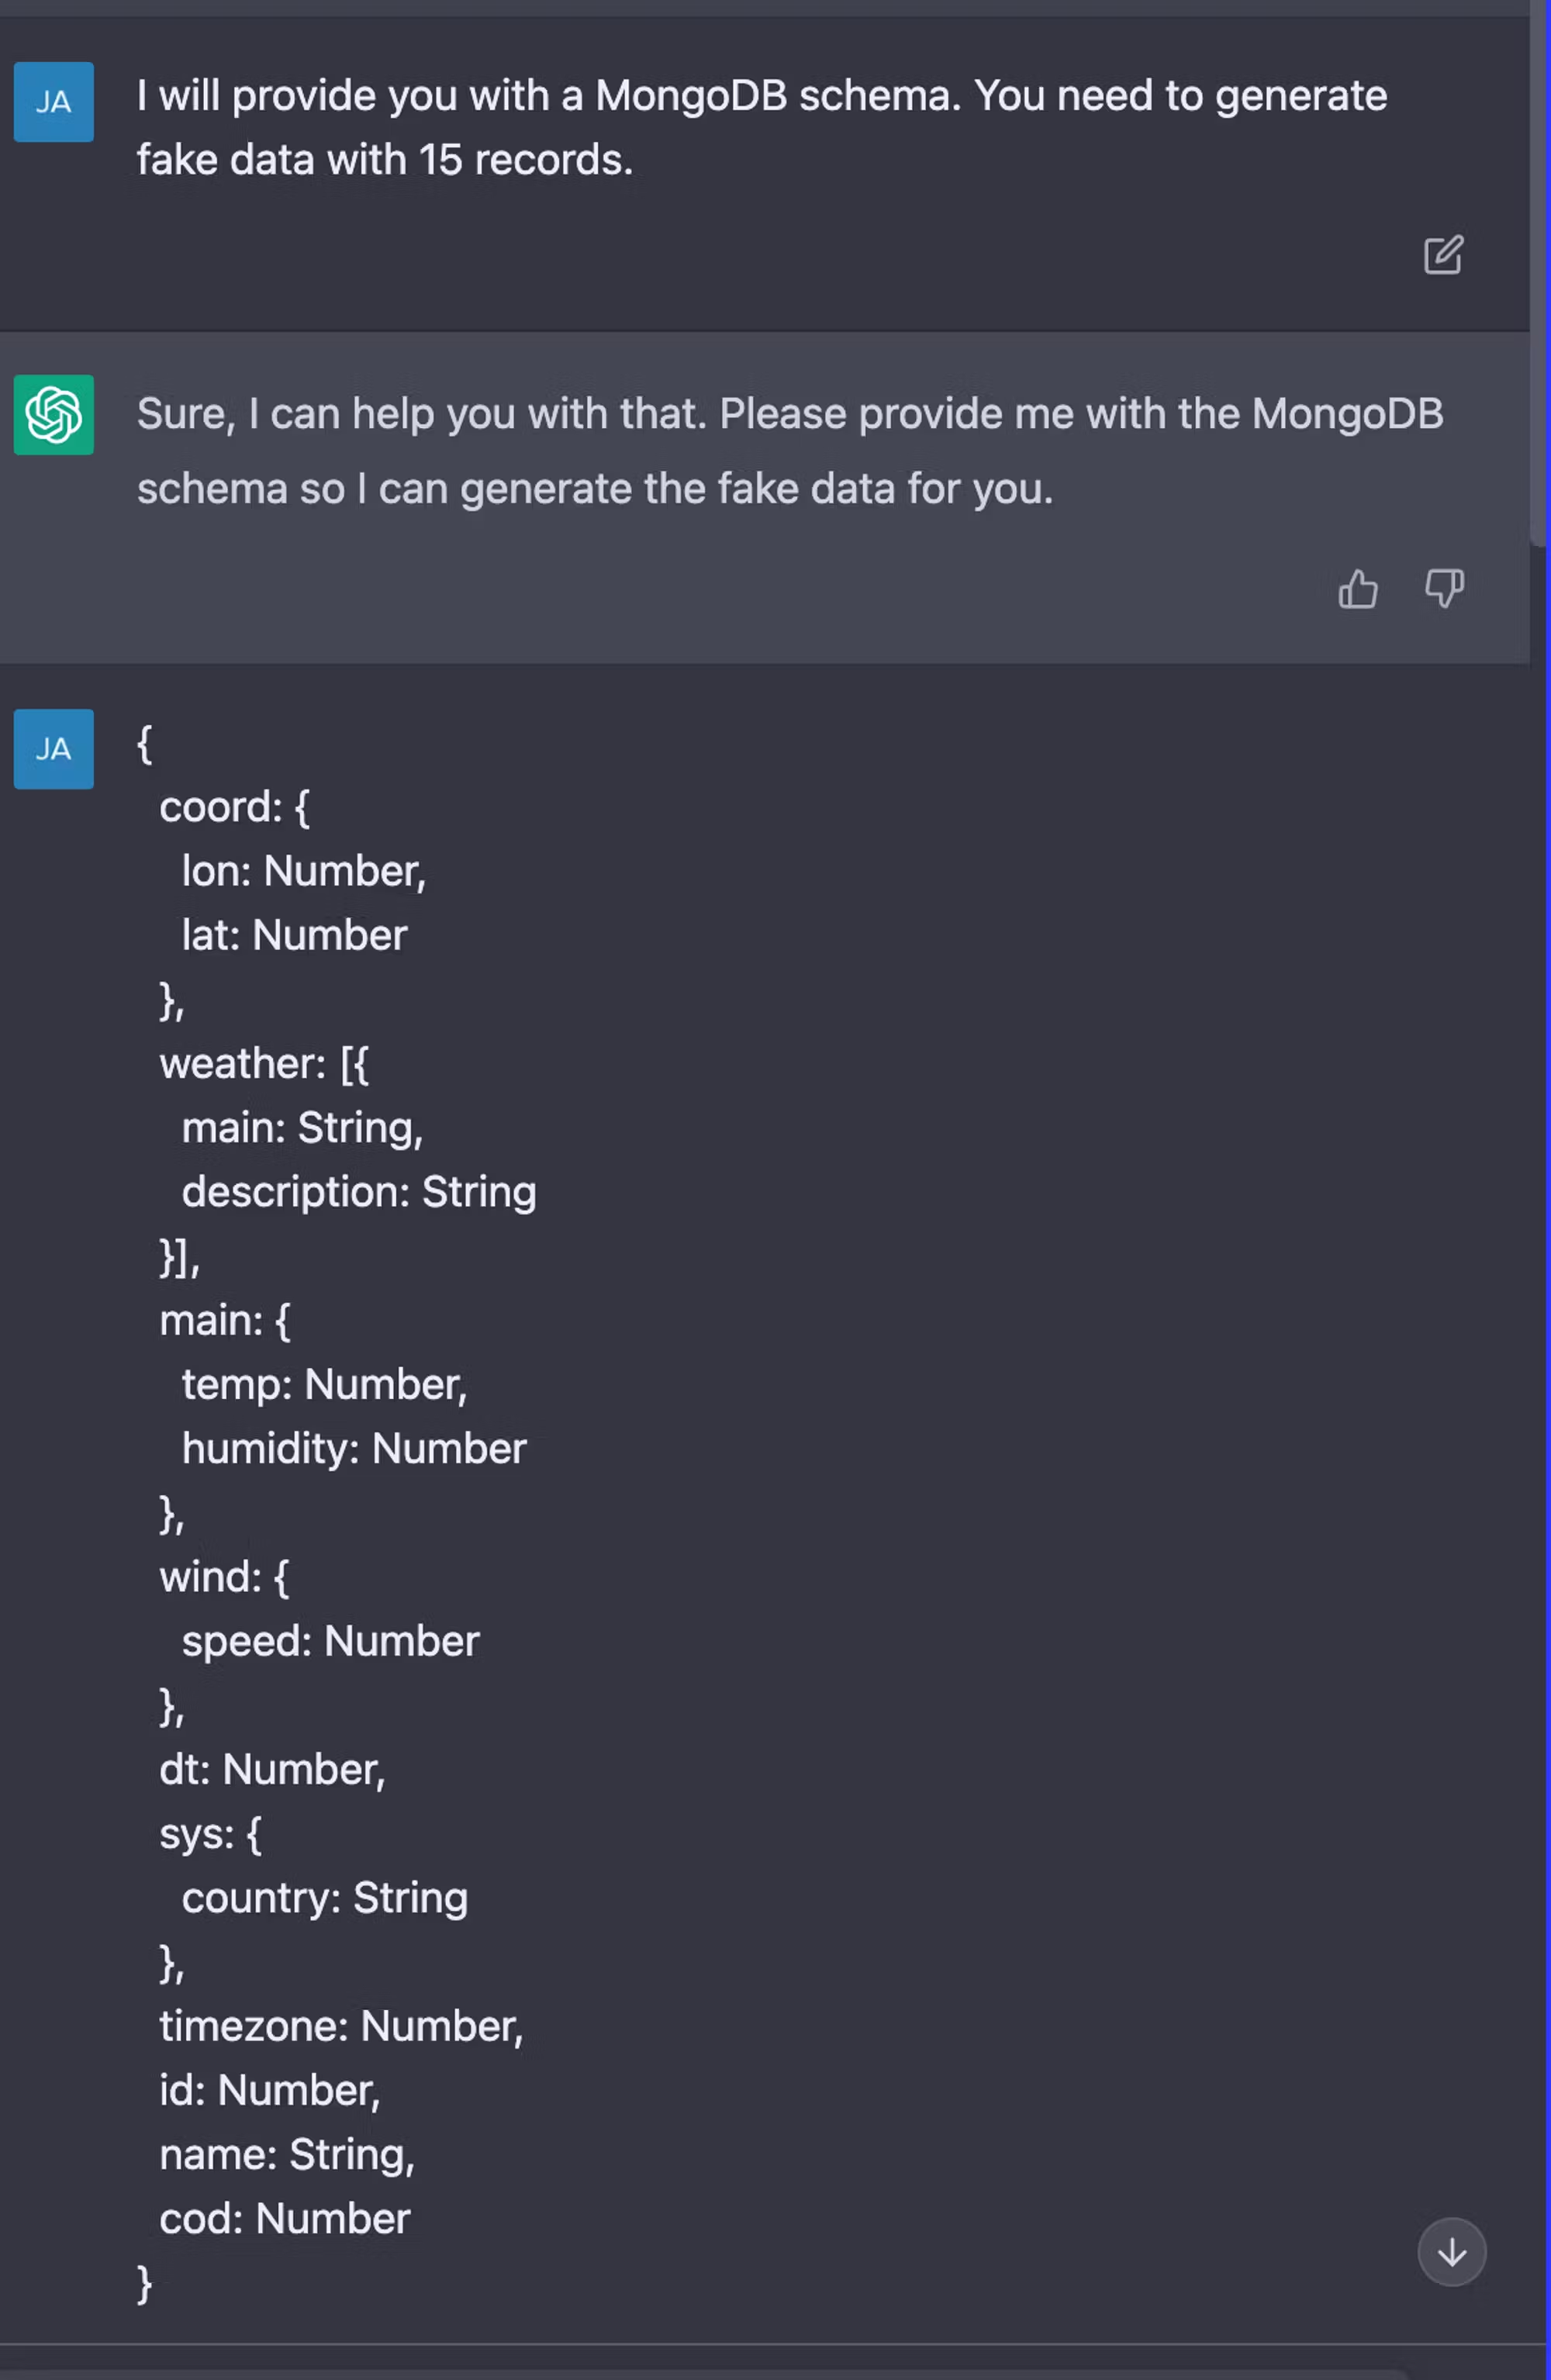 JA
I will provide you with a MongoDB schema. You need to generate
fake data with 15 records.
Sure, I can help you with that. Please provide me with the MongoDB
schema so I can generate the fake data for you.
JA
{
coord: {
lon: Number,
lat: Number
},
weather: [{
main: String,
description: String
}],
main: {
temp: Number,
humidity: Number
},
wind: {
speed: Number
},
dt: Number,
sys: {
country: String
},
timezone: Number,
id: Number,
name: String,
cod: Number
}